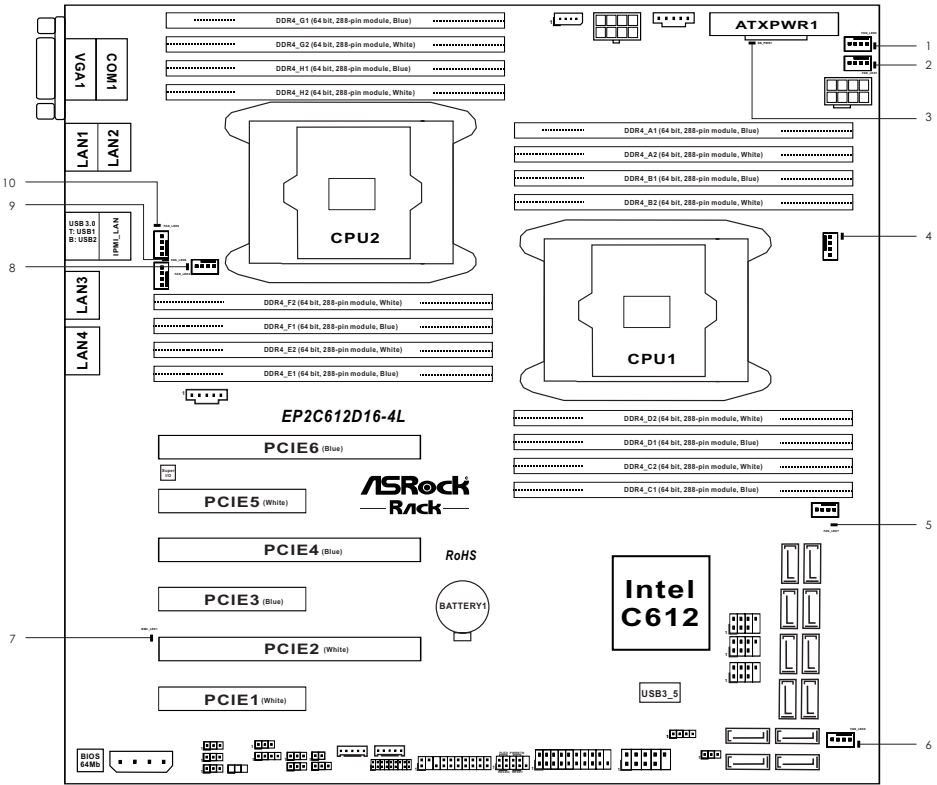 DDR4_G1 (64 bit, 288-pin module, Blue)
DDR4_G2 (64 bit, 288-pin module, White)
DDR4_H1 (64 bit, 288-pin module, Blue)
DDR4_H2 (64 bit, 288-pin module, White)
ATXPWR1
1
2
3
VGA1
COM1
LAN1
LAN2
DDR4_A1 (64 bit, 288-pin module, Blue)
DDR4_A2 (64 bit, 288-pin module, White)
DDR4_B1 (64 bit, 288-pin module, Blue)
DDR4_B2 (64 bit, 288-pin module, White)
10
9
8
USB 3.0
T: USB1
B: USB2
IPMI_LAN
CPU2
4
LAN3
LAN4
DDR4_F2 (64 bit, 288-pin module, White)
DDR4_F1 (64 bit, 288-pin module, Blue)
DDR4_E2 (64 bit, 288-pin module, White)
DDR4_E1 (64 bit, 288-pin module, Blue)
CPU1
EP2C612D16-4L
DDR4_D2 (64 bit, 288-pin module, White)
DDR4_D1 (64 bit, 288-pin module, Blue)
DDR4_C2 (64 bit, 288-pin module, White)
DDR4_C1 (64 bit, 288-pin module, Blue)
PCIE6 (Blue)
Super
I/O
PCIE5 (White)
ASRock
Rack
5
PCIE4 (Blue)
RoHS
PCIE3 (Blue)
BATTERY1
Intel
C612
7
PCIE2 (White)
PCIE1 (White)
USB3_5
6
BIOS
64Mb